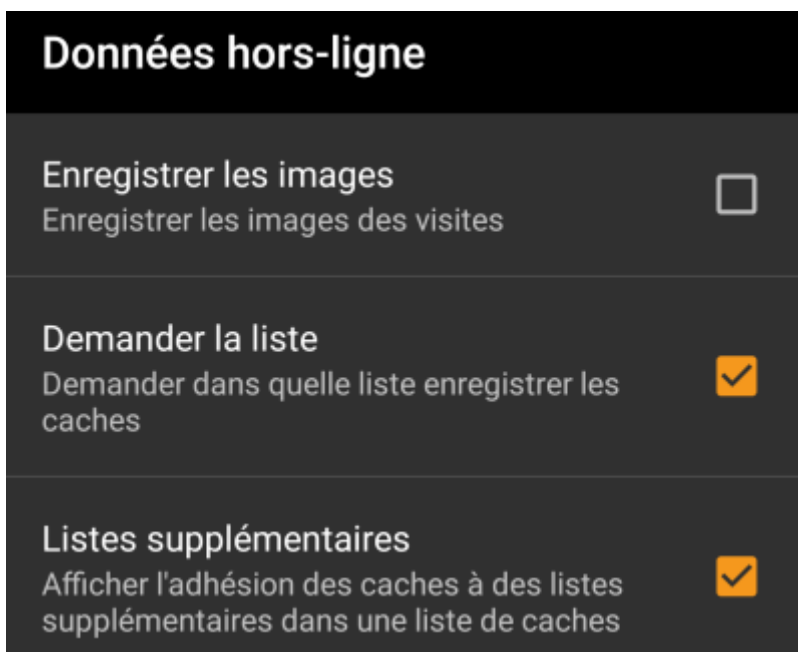 Données hors-ligne
Enregistrer les images
Enregistrer les images des visites
Demander la liste
Demander dans quelle liste enregistrer les
caches
Listes supplémentaires
Afficher l'adhésion des caches à des listes
supplémentaires dans une liste de caches